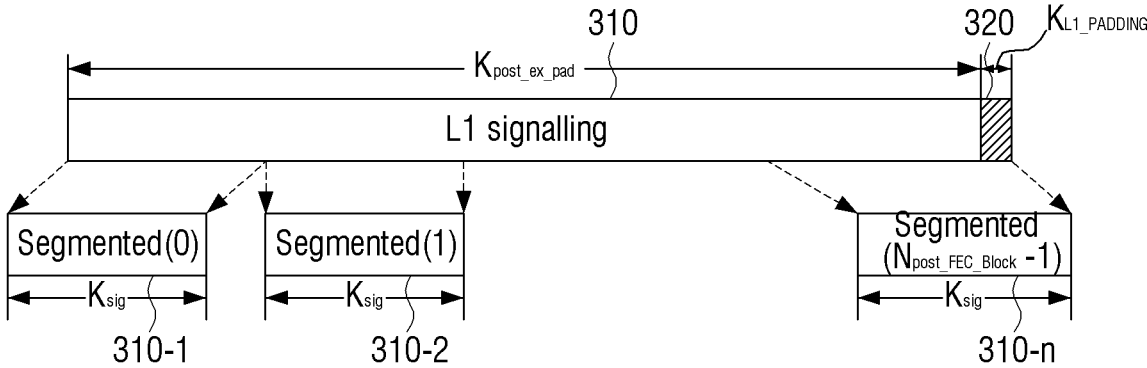 310
320
K_L1_PADDING
K_post_ex_pad
L1 signalling
Segmented(0)
Segmented(1)
Segmented
(N_post_FEC_Block -1)
K_sig
K_sig
K_sig
310-1
310-2
310-n